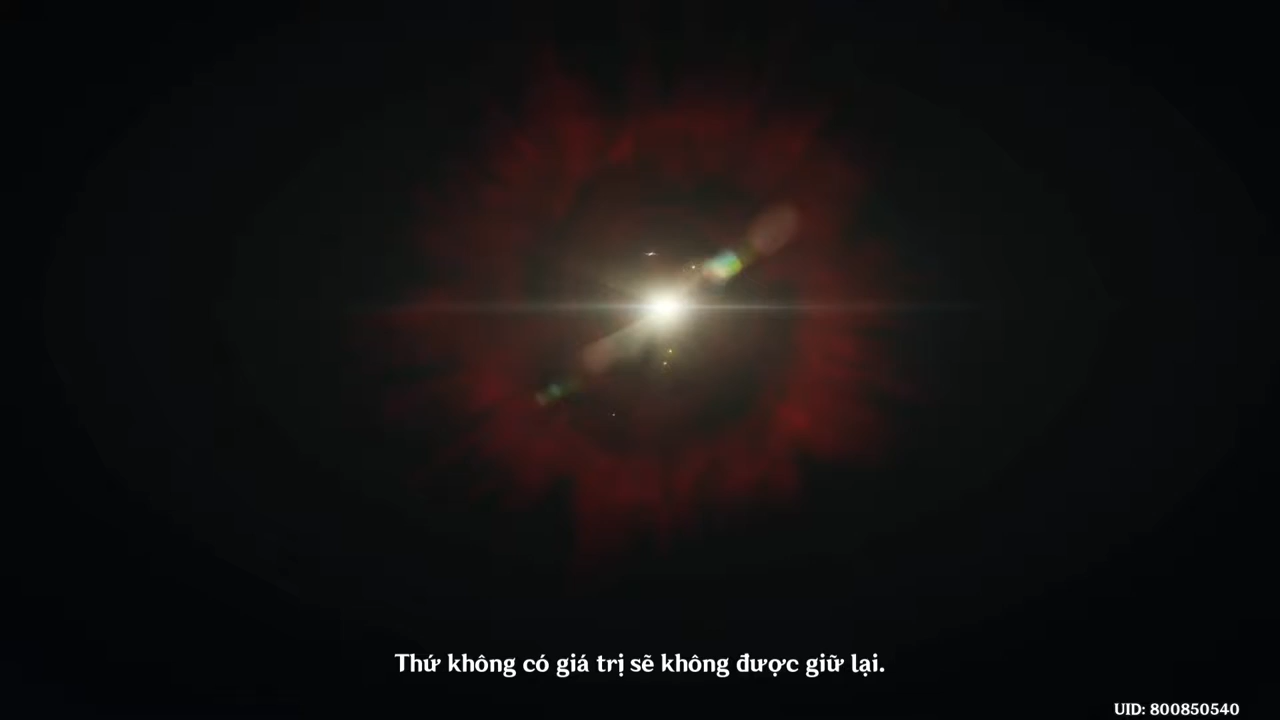 Thứ không có giá trị sẽ không được giữ lại.
UID: 800850540